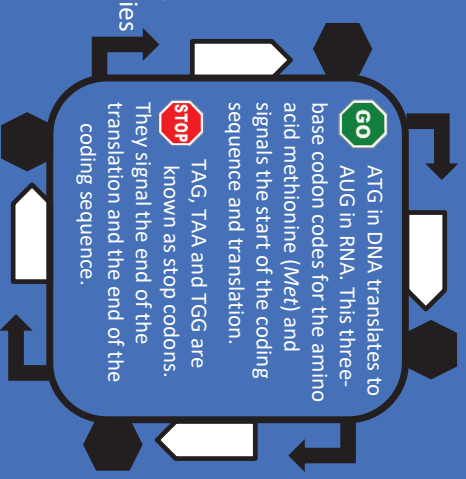 GO
ATG in DNA translates to
AUG in RNA. This three-
base codon codes for the amino
acid methionine (Met) and
signals the start of the coding
sequence and translation.
STOP
TAG, TAA and TGG are
known as stop codons.
They signal the end of the
translation and the end of the
coding sequence.
ies